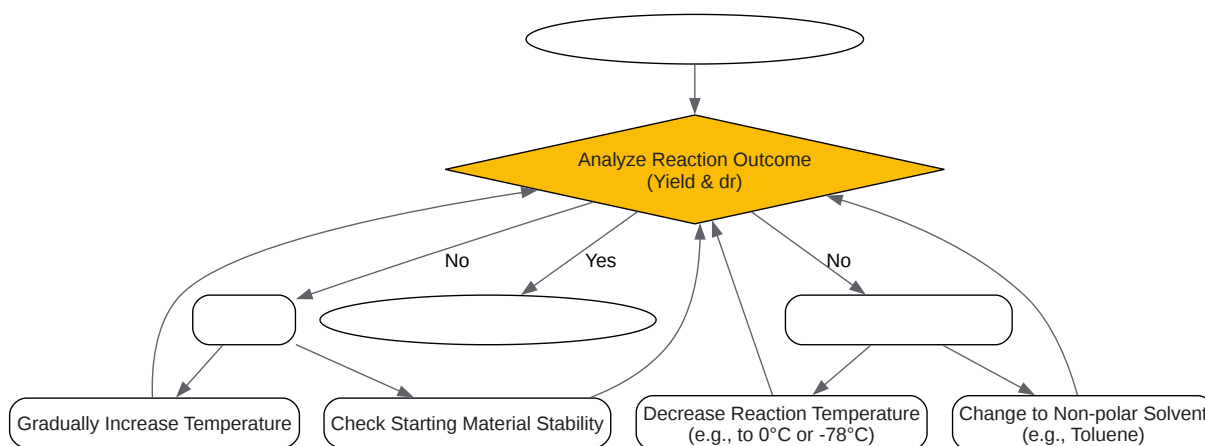 Analyze Reaction Outcome
(Yield & dr)
No
Yes
No
Gradually Increase Temperature
Check Starting Material Stability
Decrease Reaction Temperature
(e.g., to 0°C or -78°C)
Change to Non-polar Solvent
(e.g., Toluene)